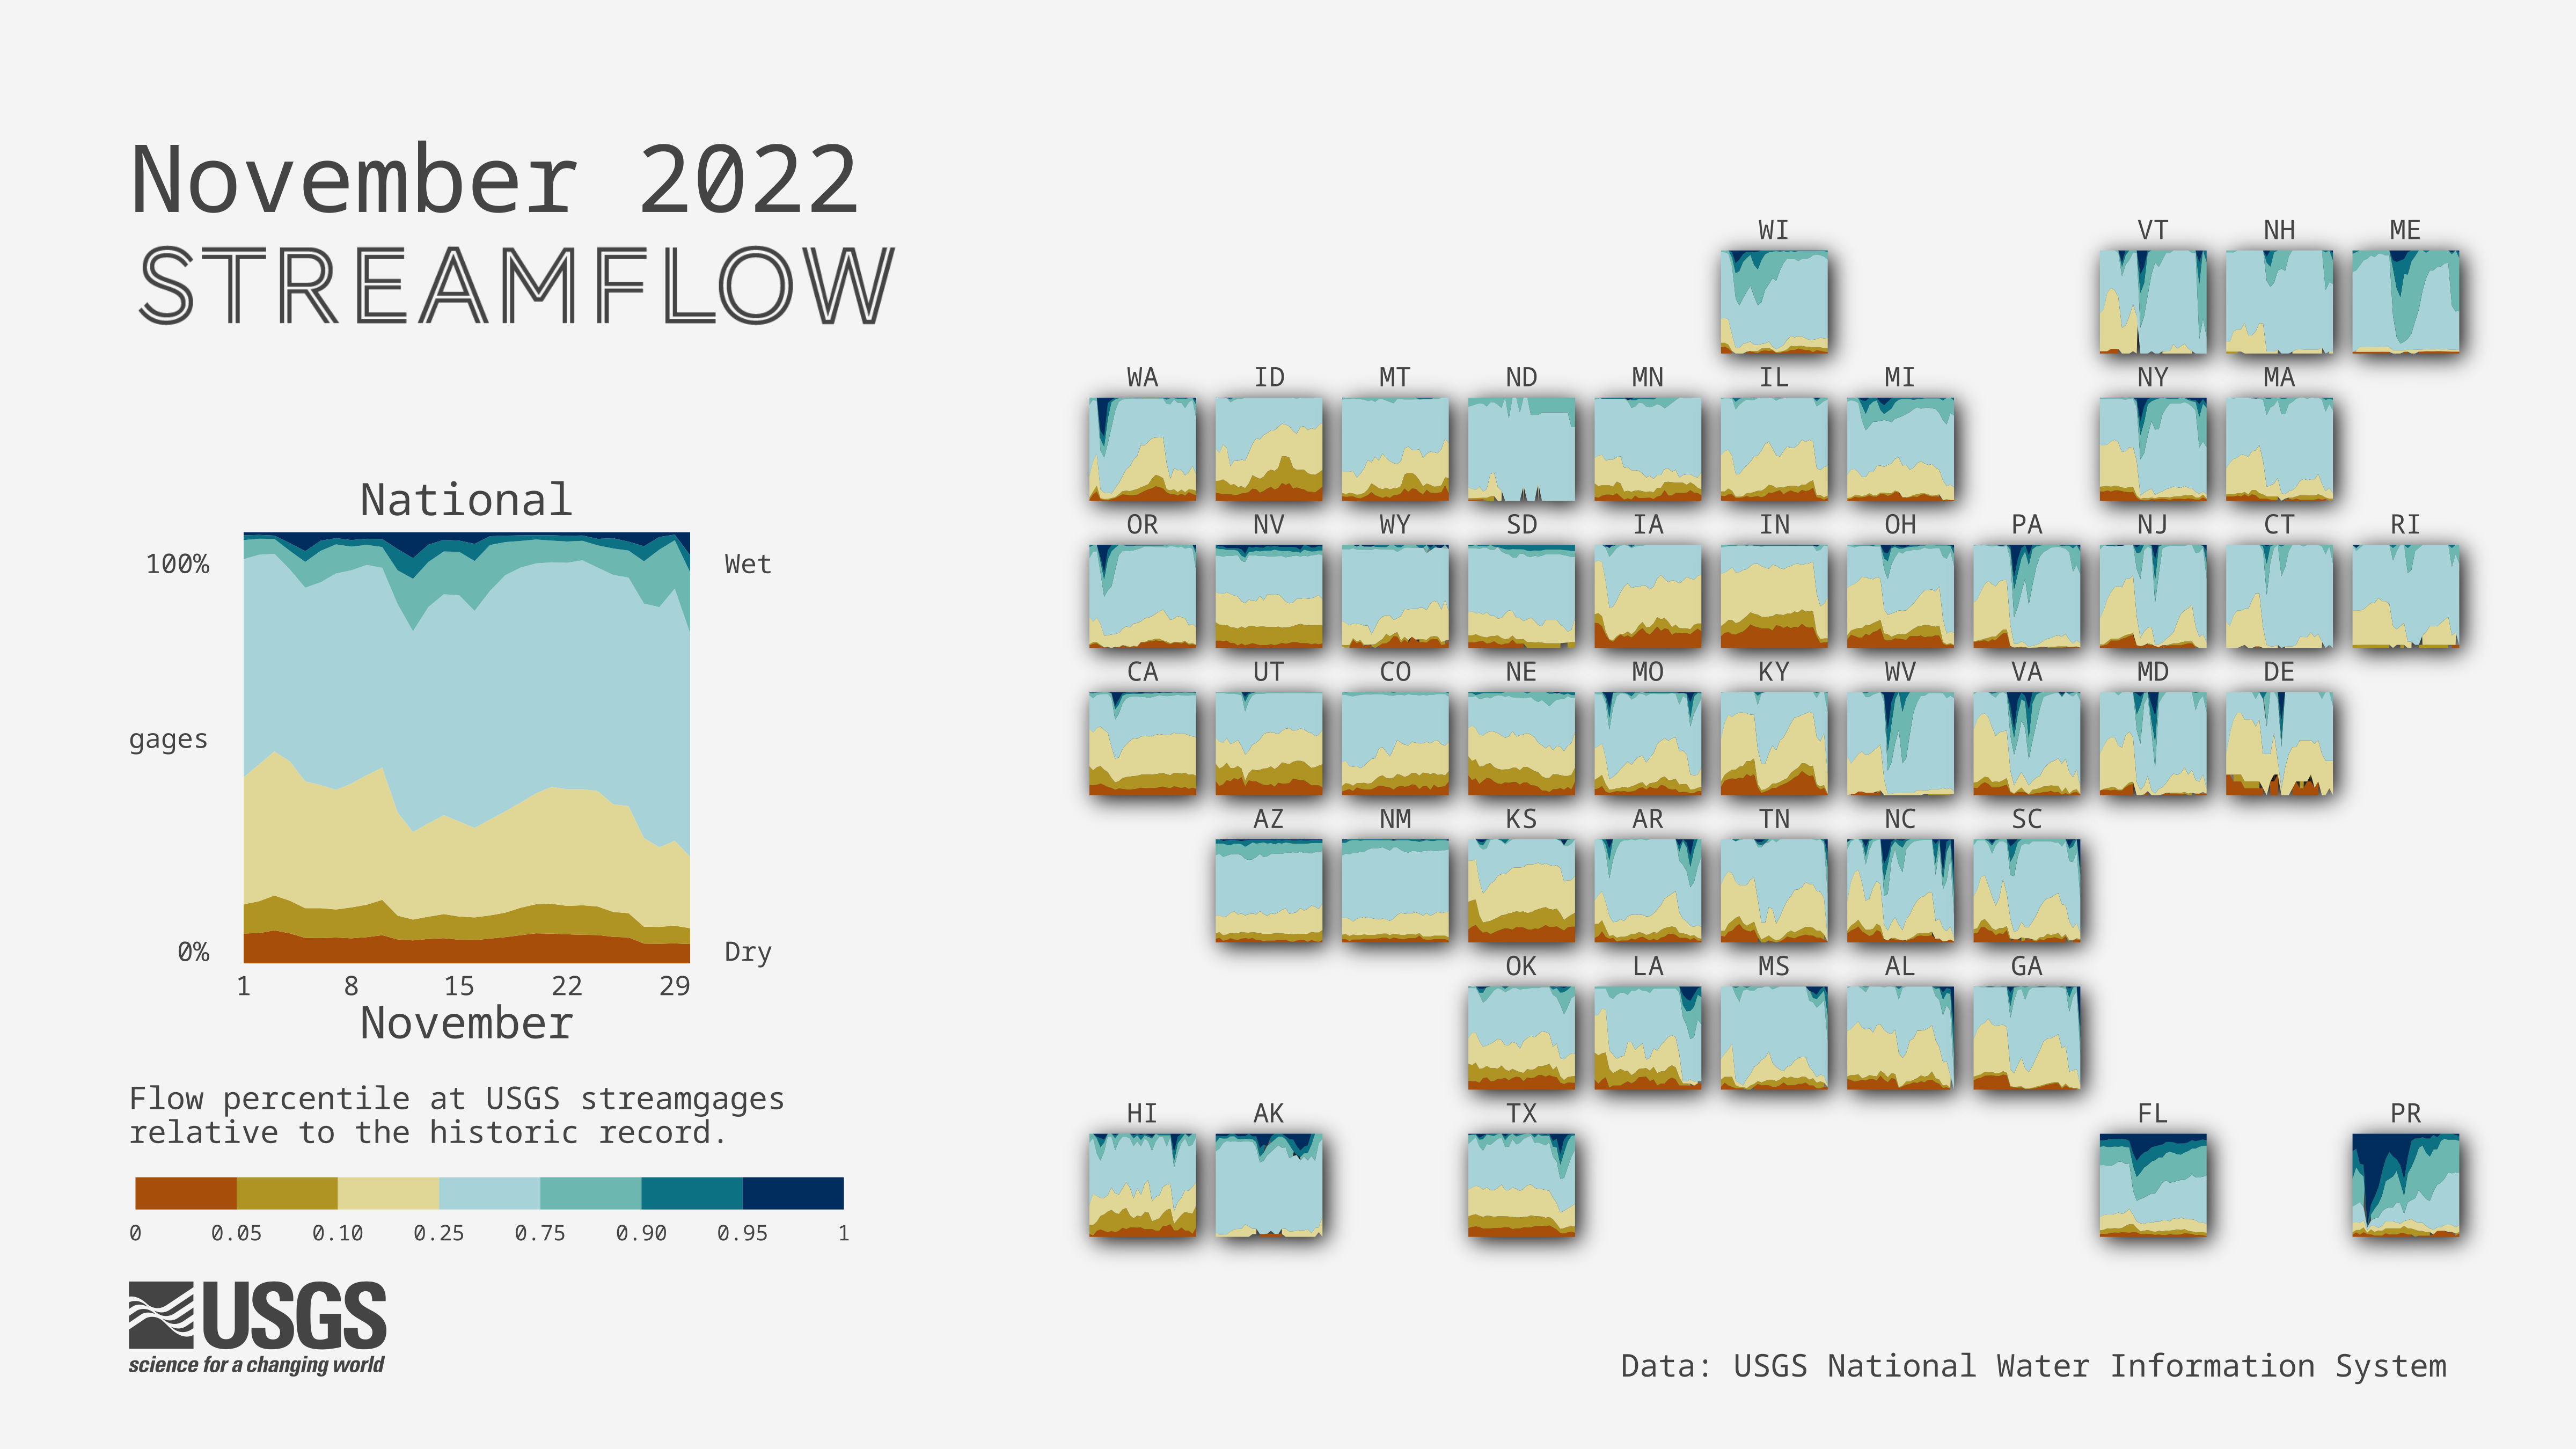 November 2022
STREAMFLOW
National
100%
Wet
gages
0%
Dry
1 8 15 22 29
November
Flow percentile at USGS streamgages
relative to the historic record.
0 0.05 0.10 0.25 0.75 0.90 0.95 1
USGS
science for a changing world
WI VT NH ME
WA ID MT ND MN IL MI NY MA
OR NV WY SD IA IN OH PA NJ CT RI
CA UT CO NE MO KY WV VA MD DE
AZ NM KS AR TN NC SC
OK LA MS AL GA
HI AK TX FL PR
Data: USGS National Water Information System